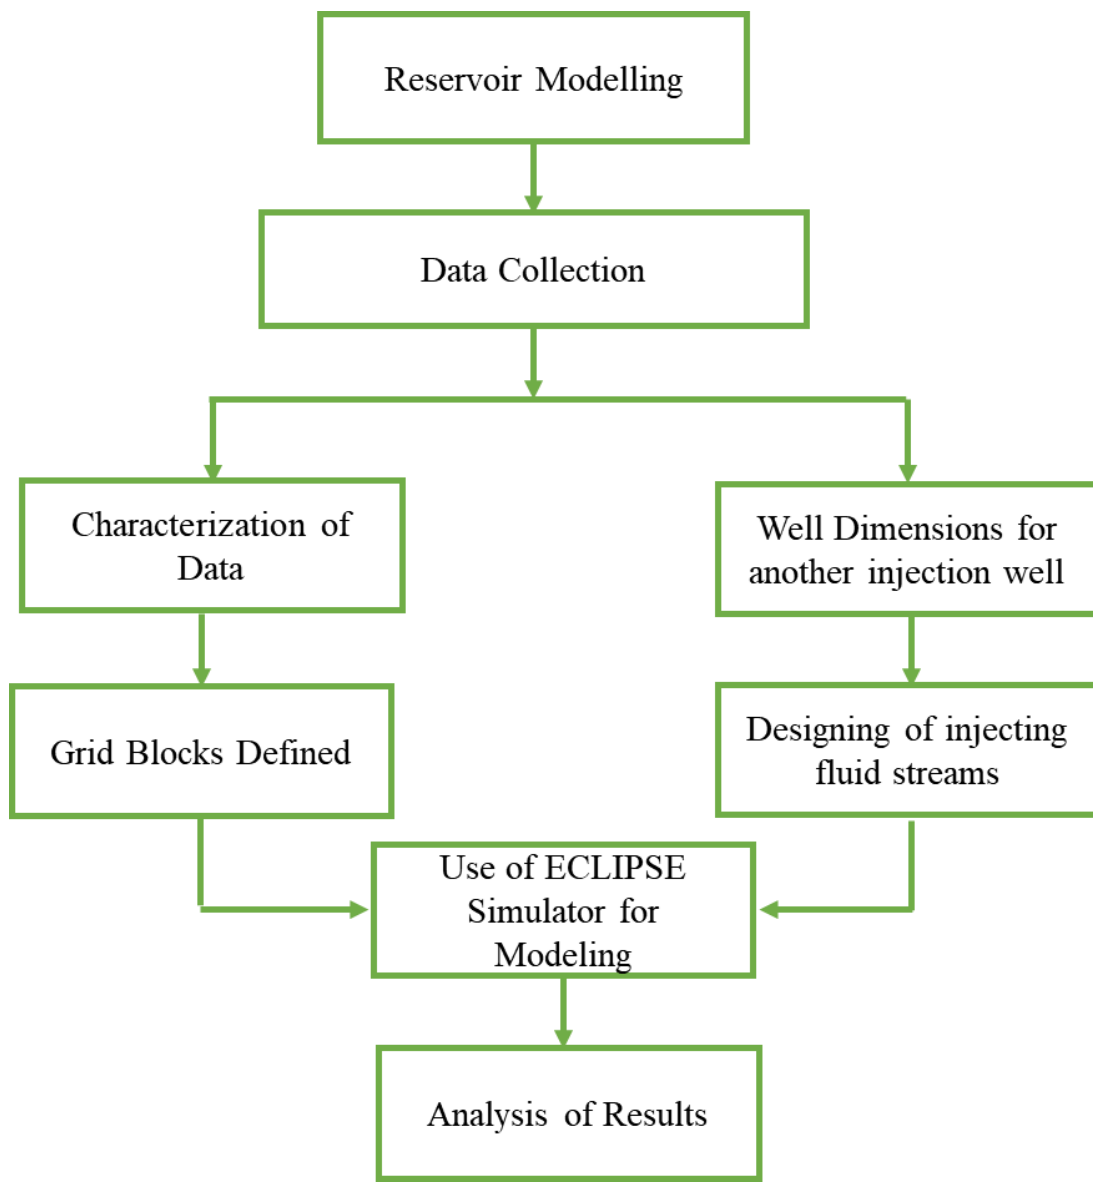 Reservoir Modelling
Data Collection
Characterization of
Data
Well Dimensions for
another injection well
Grid Blocks Defined
Designing of injecting
fluid streams
Use of ECLIPSE
Simulator for
Modeling
Analysis of Results